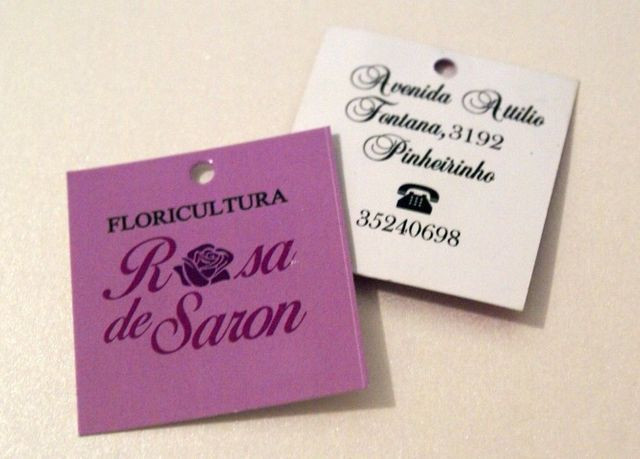 FLORICULTURA
Rosa
de Saron
Avenida Attilio
Fontana, 3192
Pinheirinho
35240698